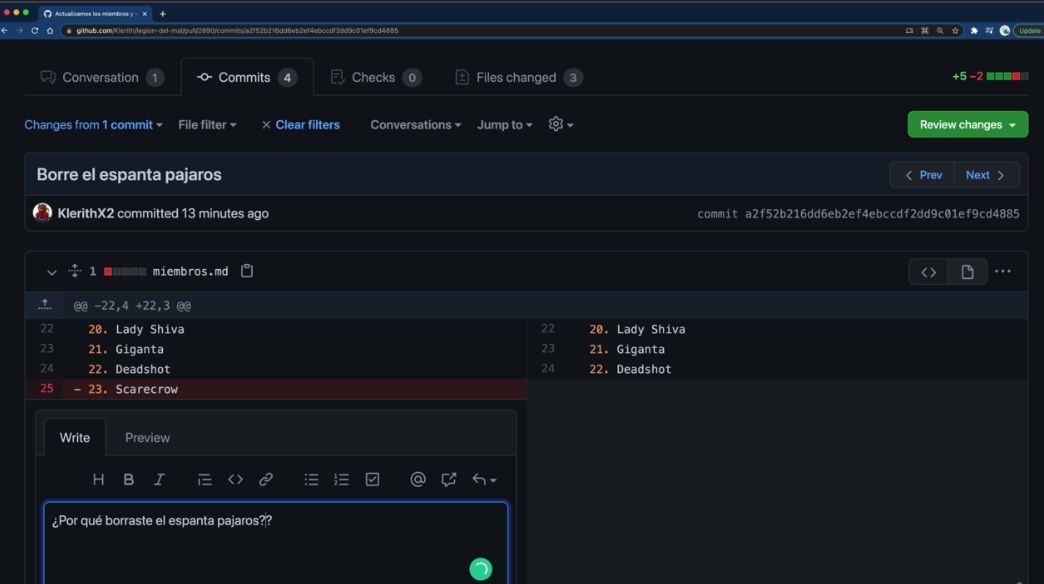 Actualizamos los miembros y
github.com/Klerith/legion-del-mal/pull/2690/commits/a2f52b216dd6eb2ef4ebccdf2dd9c01ef9cd4885
Update
Conversation 1
Commits 4
Checks 0
Files changed 3
+5 −2
Changes from 1 commit
File filter
Clear filters
Conversations
Jump to
Review changes
Borre el espanta pajaros
Prev
Next
KlerithX2 committed 13 minutes ago
commit a2f52b216dd6eb2ef4ebccdf2dd9c01ef9cd4885
1 miembros.md
@@ -22,4 +22,3 @@
22 20. Lady Shiva
23 21. Giganta
24 22. Deadshot
25 - 23. Scarecrow
22 20. Lady Shiva
23 21. Giganta
24 22. Deadshot
Write
Preview
¿Por qué borraste el espanta pajaros??